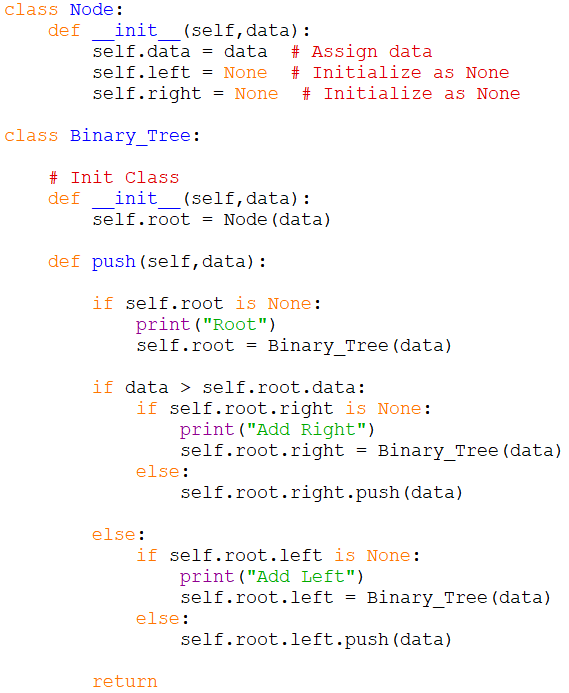 class Node:
    def __init__(self,data):
        self.data = data  # Assign data
        self.left = None  # Initialize as None
        self.right = None  # Initialize as None

class Binary_Tree:

    # Init Class
    def __init__(self,data):
        self.root = Node(data)

    def push(self,data):

        if self.root is None:
            print("Root")
            self.root = Binary_Tree(data)

        if data > self.root.data:
            if self.root.right is None:
                print("Add Right")
                self.root.right = Binary_Tree(data)
            else:
                self.root.right.push(data)

        else:
            if self.root.left is None:
                print("Add Left")
                self.root.left = Binary_Tree(data)
            else:
                self.root.left.push(data)

        return